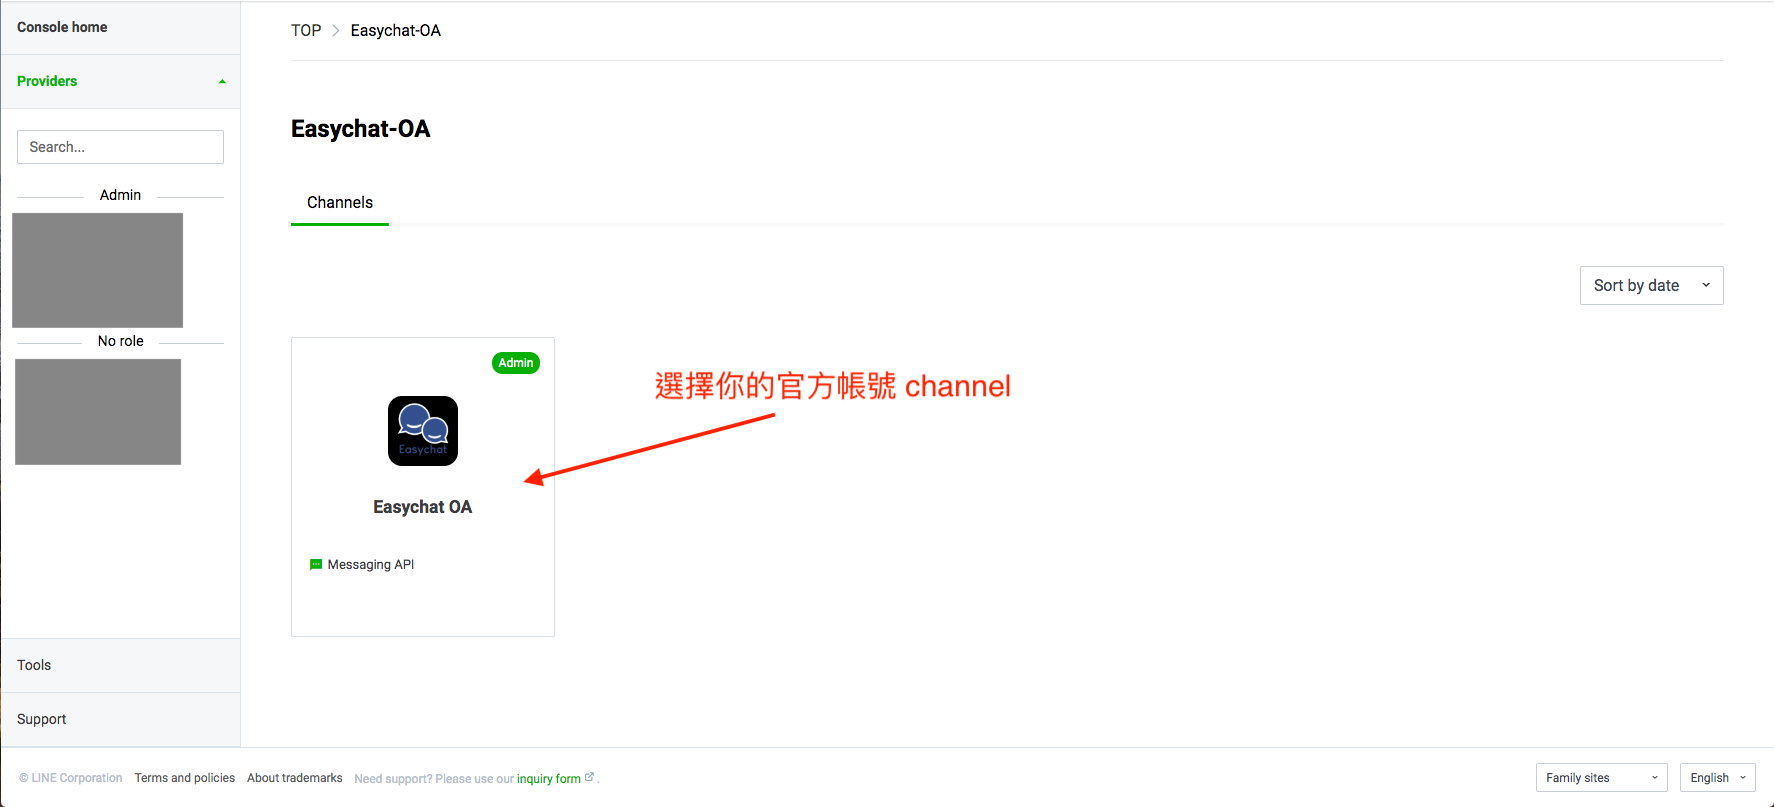 Console home
Providers
Search...
Admin
No role
Tools
Support
TOP > Easychat-OA
Easychat-OA
Channels
Sort by date
Admin
Easychat
Easychat OA
Messaging API
選擇你的官方帳號 channel
© LINE Corporation Terms and policies About trademarks Need support? Please use our inquiry form .
Family sites
English